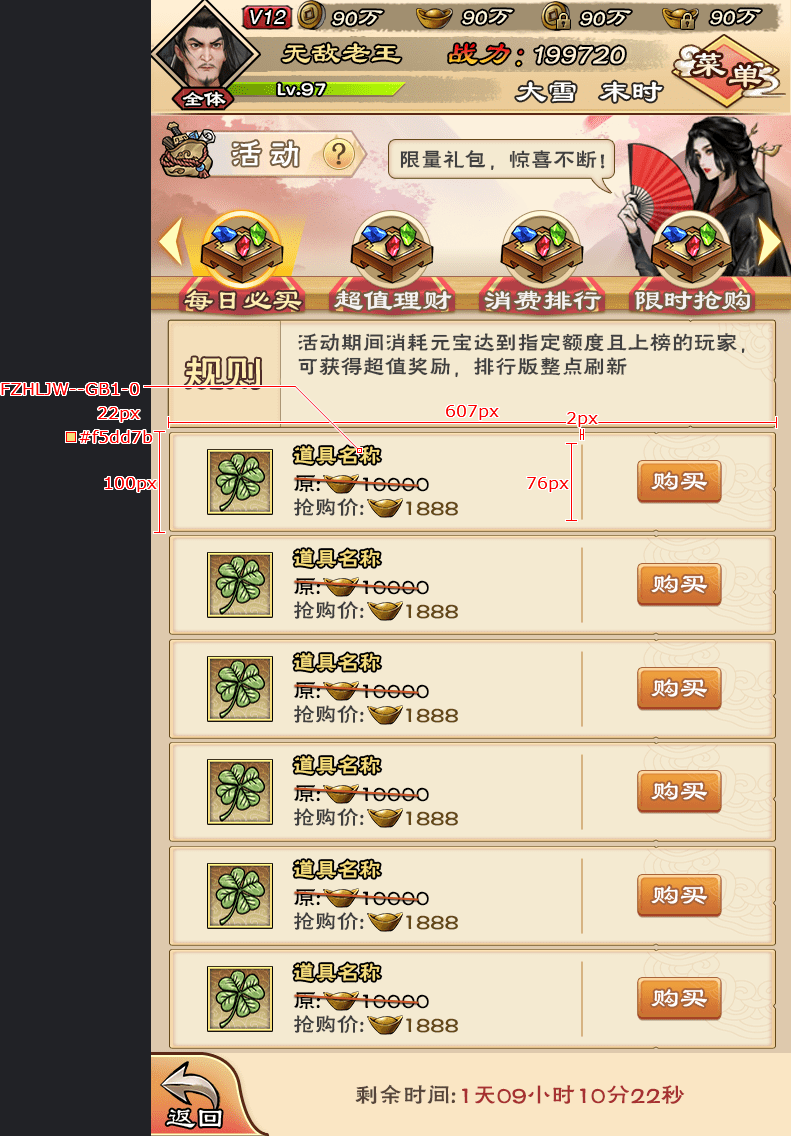 V12 90万 90万 90万 90万
无敌老王 战力：199720
Lv.97
全体 大雪 未时
菜单
活动 ? 限量礼包，惊喜不断！
每日必买 超值理财 消费排行 限时抢购
规则
活动期间消耗元宝达到指定额度且上榜的玩家，
可获得超值奖励，排行版整点刷新
FZHLJW--GB1-0
22px
#f5dd7b
607px
2px
100px
76px
道具名称
原：10000
抢购价：1888
购买
道具名称
原：10000
抢购价：1888
购买
道具名称
原：10000
抢购价：1888
购买
道具名称
原：10000
抢购价：1888
购买
道具名称
原：10000
抢购价：1888
购买
道具名称
原：10000
抢购价：1888
购买
返回
剩余时间：1天09小时10分22秒